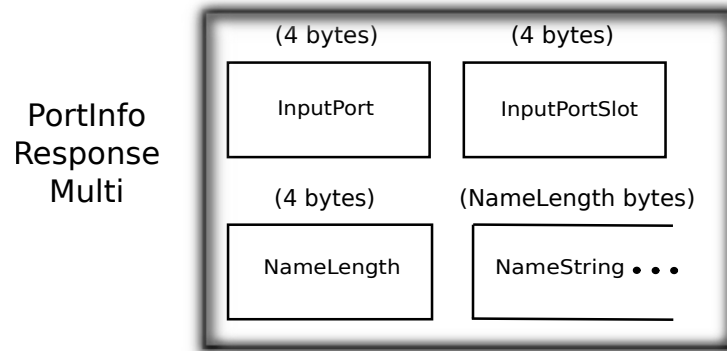 PortInfo
Response
Multi
(4 bytes)
(4 bytes)
InputPort
InputPortSlot
(4 bytes)
(NameLength bytes)
NameLength
NameString ...